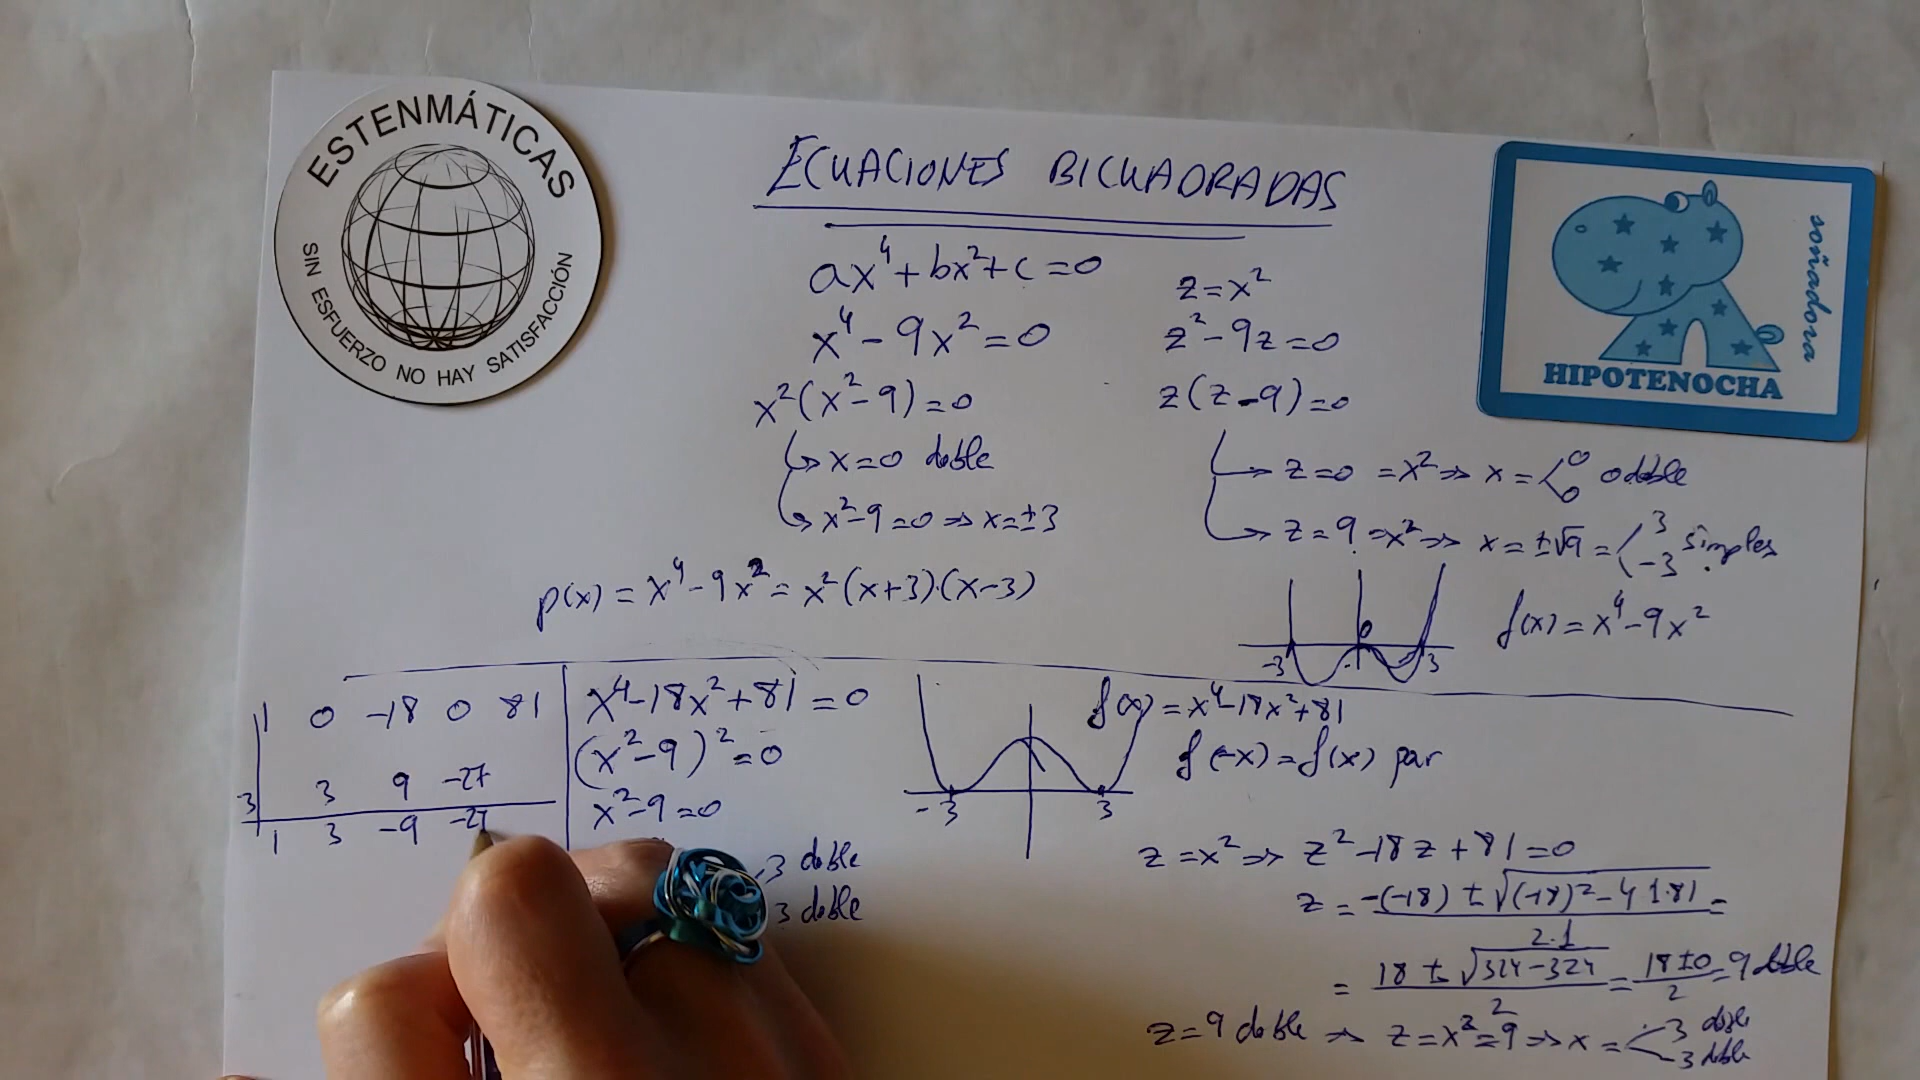 ESTENMÁTICAS
SIN ESFUERZO NO HAY SATISFACCIÓN
ECUACIONES BICUADRADAS
soñadora
HIPOTENOCHA
ax⁴+bx²+c=0
z=x²
x⁴-9x²=0
z²-9z=0
x²(x²-9)=0
z(z-9)=0
x=0 doble
z=0 =x²⇒ x= 0 0 0 doble
x²-9=0⇒x=±3
z=9 =x²⇒ x=±√9= 3 -3 simples
p(x)=x⁴-9x²=x²(x+3)·(x-3)
f(x)=x⁴-9x²
-3 -1 0 3
1 0 -18 0 81
3 9 -27
3
1 3 -9 -27
x⁴-18x²+81=0
(x²-9)²=0
x²-9=0
3 doble
3 doble
f(x)=x⁴-18x²+81
f(-x)=f(x) par
-3 3
z=x²⇒ z²-18z+81=0
z= -(-18)±√(-18)²-4·1·81 / 2·1 =
= 18±√324-324 / 2 = 18±0 / 2 = 9 doble
z=9 doble ⇒ z=x²=9⇒x= 3 doble -3 doble